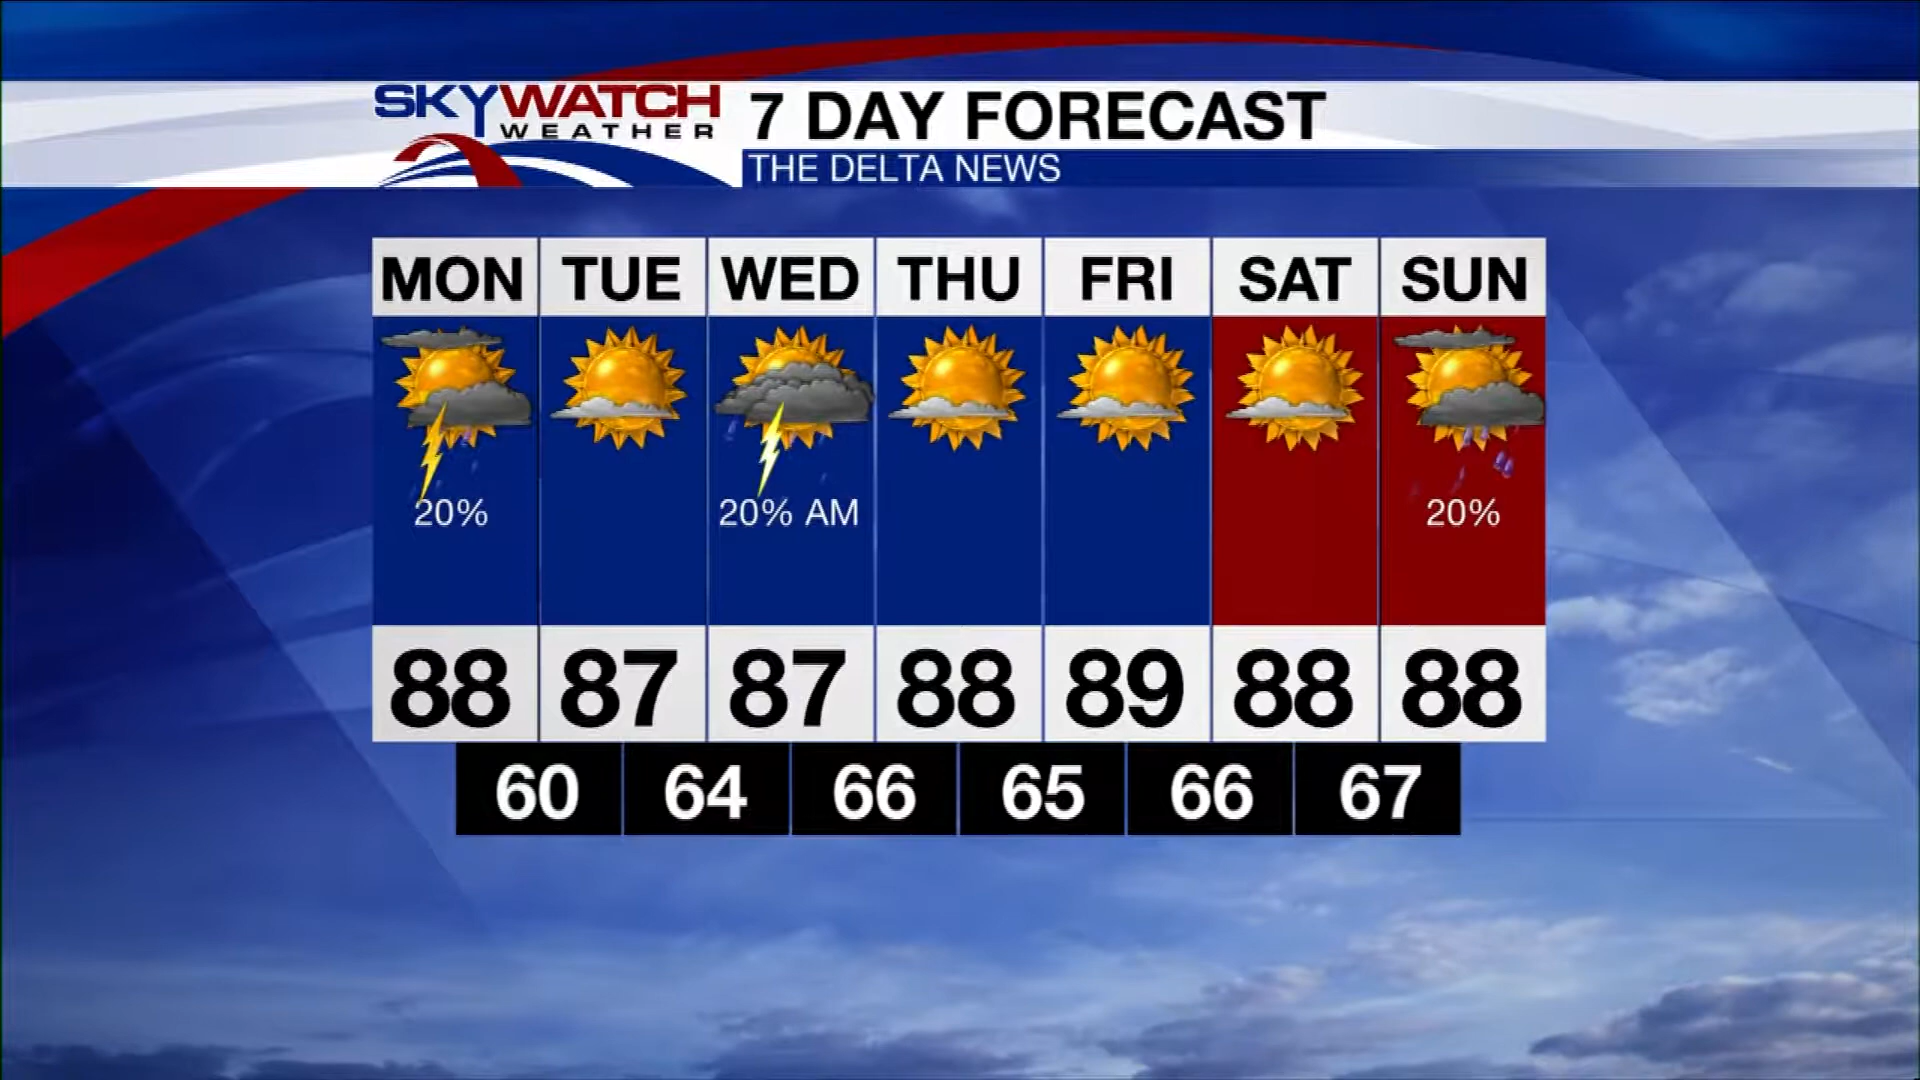 SKYWATCH
WEATHER
7 DAY FORECAST
THE DELTA NEWS
MON TUE WED THU FRI SAT SUN
20% 20% AM 20%
88 87 87 88 89 88 88
60 64 66 65 66 67